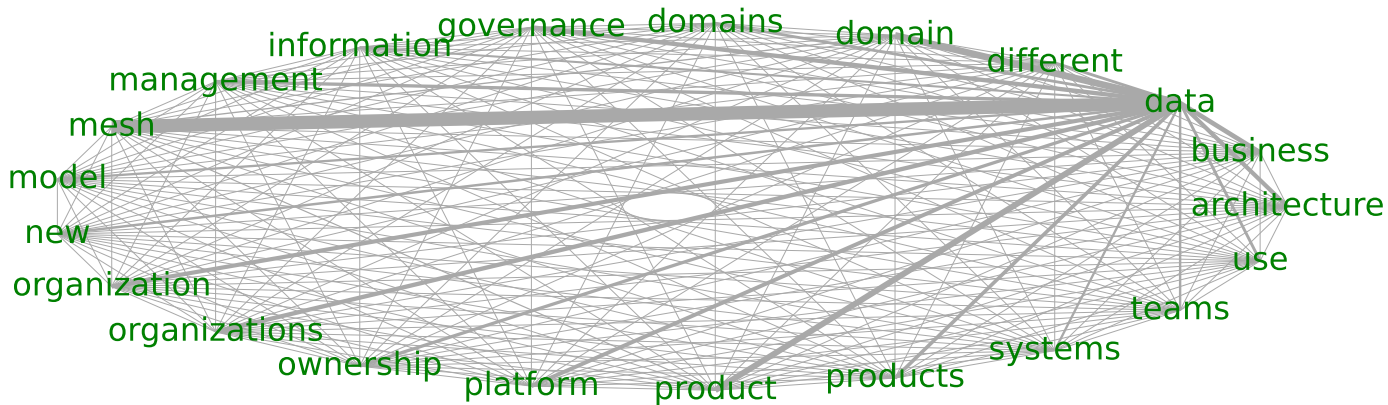 governance
domains
domain
information
different
management
data
mesh
business
model
architecture
new
use
organization
teams
organizations
systems
ownership
products
platform
product